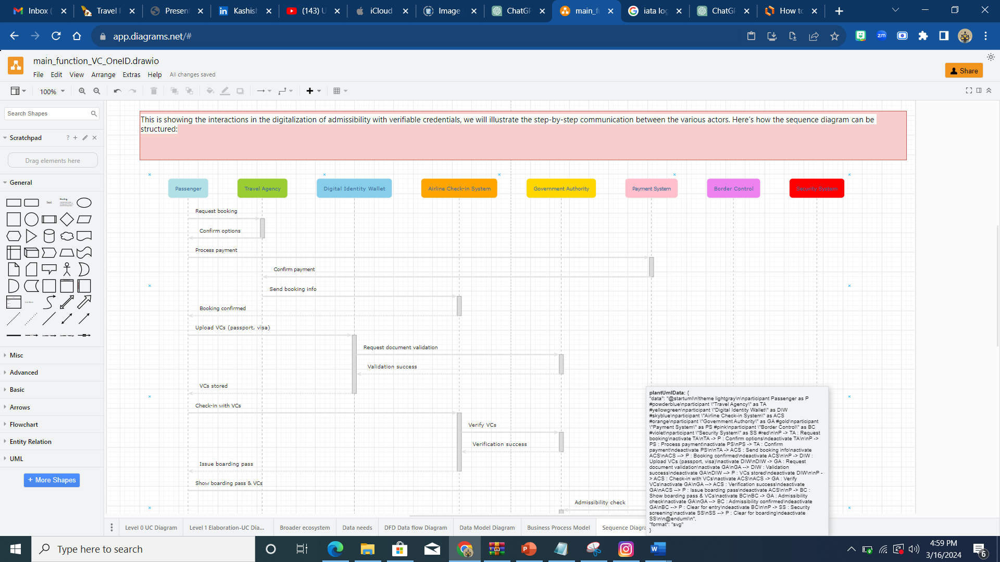 Inbox (
Travel F
Presen
Kashish
(143) U
iCloud
Image
ChatGP
main_fu
iata log
ChatGP
How to
app.diagrams.net/#
zm
main_function_VC_OneID.drawio
File Edit View Arrange Extras Help All changes saved
Share
100%
Search Shapes
Scratchpad
?
Drag elements here
General
Text
Heading
Misc
Advanced
Basic
Arrows
Flowchart
Entity Relation
UML
+ More Shapes
This is showing the interactions in the digitalization of admissibility with verifiable credentials, we will illustrate the step-by-step communication between the various actors. Here's how the sequence diagram can be
structured:
Passenger
Travel Agency
Digital Identity Wallet
Airline Check-in System
Government Authority
Payment System
Border Control
Security System
Request booking
Confirm options
Process payment
Confirm payment
Send booking info
Booking confirmed
Upload VCs (passport, visa)
Request document validation
Validation success
VCs stored
Check-in with VCs
Verify VCs
Verification success
Issue boarding pass
Show boarding pass & VCs
Admissibility check
plantUmlData: {
"data": "@startuml\n!theme lightgray\n\nparticipant Passenger as P
#powderblue\nparticipant \"Travel Agency\" as TA
#yellowgreen\nparticipant \"Digital Identity Wallet\" as DIW
#skyblue\nparticipant \"Airline Check-in System\" as ACS
#orange\nparticipant \"Government Authority\" as GA #gold\nparticipant
\"Payment System\" as PS #pink\nparticipant \"Border Control\" as BC
#violet\nparticipant \"Security System\" as SS #red\n\nP -> TA : Request
booking\nactivate TA\nTA -> P : Confirm options\ndeactivate TA\n\nP ->
PS : Process payment\nactivate PS\nPS -> TA : Confirm
payment\ndeactivate PS\n\nTA -> ACS : Send booking info\nactivate
ACS\nACS --> P : Booking confirmed\ndeactivate ACS\n\nP -> DIW :
Upload VCs (passport, visa)\nactivate DIW\nDIW -> GA : Request
document validation\nactivate GA\nGA --> DIW : Validation
success\ndeactivate GA\nDIW --> P : VCs stored\ndeactivate DIW\n\nP -
> ACS : Check-in with VCs\nactivate ACS\nACS -> GA : Verify
VCs\nactivate GA\nGA --> ACS : Verification success\ndeactivate
GA\nACS --> P : Issue boarding pass\ndeactivate ACS\n\nP -> BC :
Show boarding pass & VCs\nactivate BC\nBC -> GA : Admissibility
check\nactivate GA\nGA --> BC : Admissibility confirmed\ndeactivate
GA\nBC --> P : Clear for entry\ndeactivate BC\n\nP -> SS : Security
screening\nactivate SS\nSS --> P : Clear for boarding\ndeactivate
SS\n\n@enduml\n",
"format": "svg"
}
Level 0 UC Diagram
Level 1 Elaboration-UC Dia...
Broader ecosystem
Data needs
DFD Data flow Diagram
Data Model Diagram
Business Process Model
Sequence Diagra
Type here to search
4:59 PM
3/16/2024
6